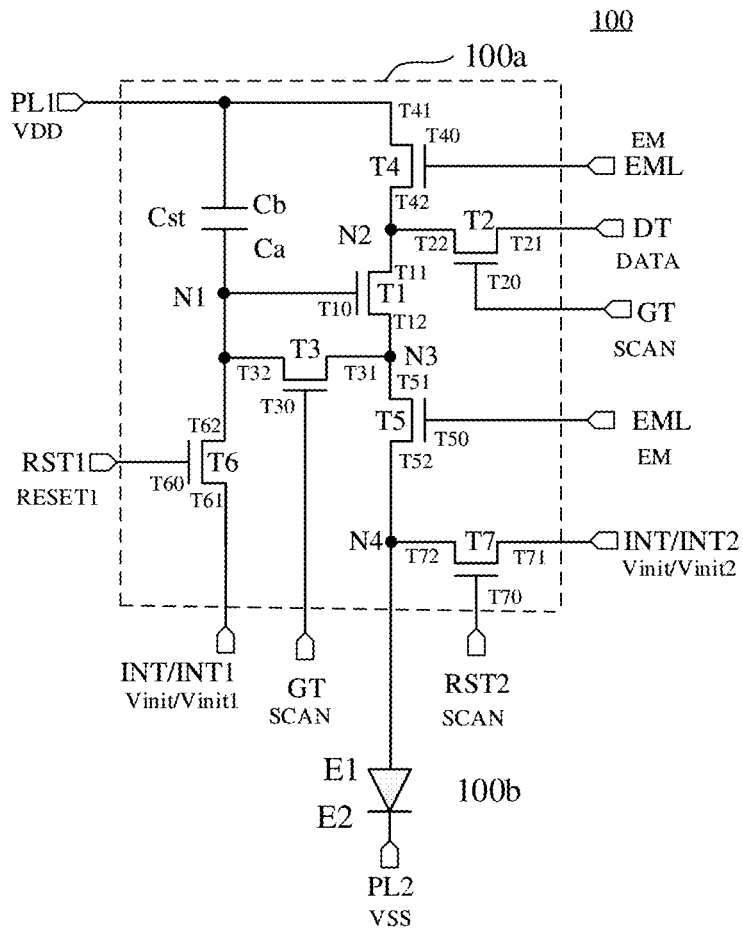 100
100a
PL1
VDD
T41
T40
EM
EML
T4
T42
Cb
Cst
Ca
N2
T2
T22
T21
DT
DATA
T20
T11
N1
T10
T1
T12
GT
SCAN
T3
N3
T32
T31
T30
T51
T5
T50
EML
EM
T52
T62
RST1
T6
T60
T61
RESET1
N4
T7
T72
T71
INT/INT2
Vinit/Vinit2
T70
INT/INT1
Vinit/Vinit1
GT
SCAN
RST2
SCAN
E1
100b
E2
PL2
VSS